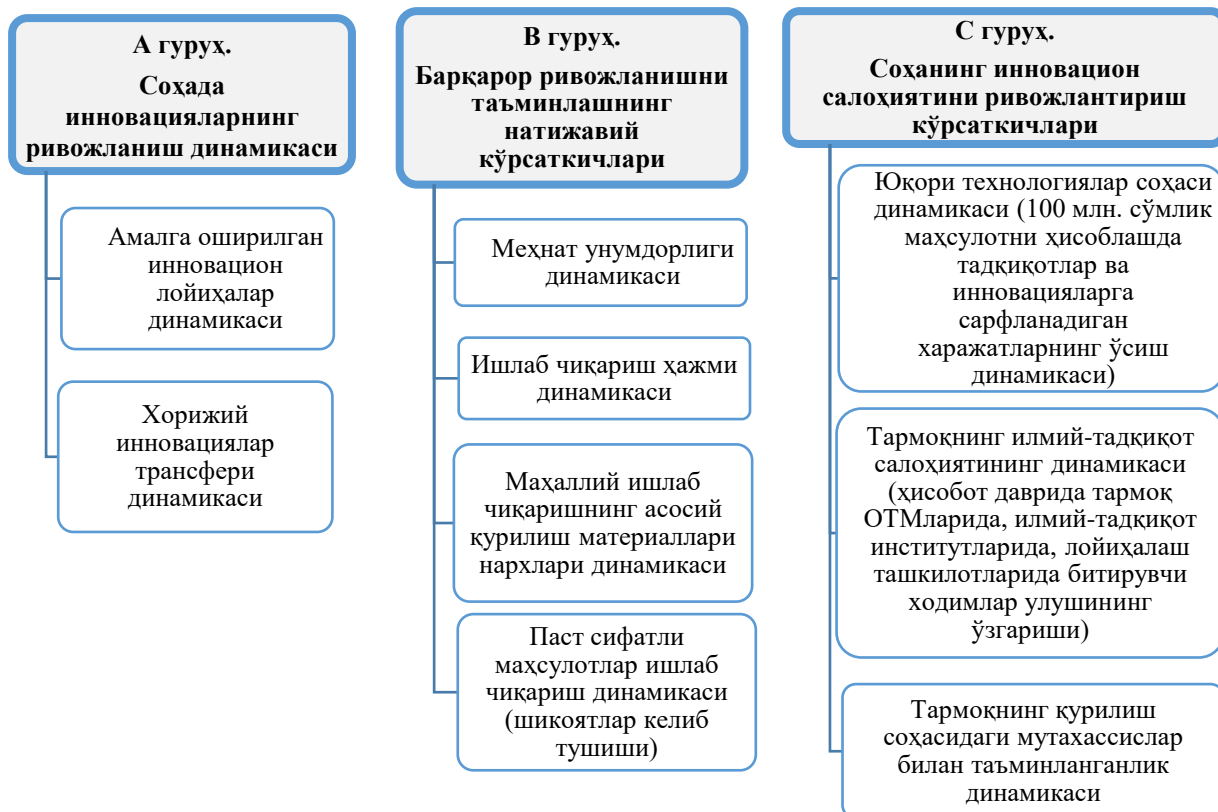 А гуруҳ.
Соҳада
инновацияларнинг
ривожланиш динамикаси
Амалга оширилган
инновацион
лойиҳалар
динамикаси
Хорижий
инновациялар
трансфери
динамикаси
В гуруҳ.
Барқарор ривожланишни
таъминлашнинг
натижавий
кўрсаткичлари
Меҳнат унумдорлиги
динамикаси
Ишлаб чиқариш ҳажми
динамикаси
Маҳаллий ишлаб
чиқаришнинг асосий
қурилиш материаллари
нархлари динамикаси
Паст сифатли
маҳсулотлар ишлаб
чиқариш динамикаси
(шикоятлар келиб
тушиши)
С гуруҳ.
Соҳанинг инновацион
салоҳиятини ривожлантириш
кўрсаткичлари
Юқори технологиялар соҳаси
динамикаси (100 млн. сўмлик
маҳсулотни ҳисоблашда
тадқиқотлар ва
инновацияларга
сарфланадиган
харажатларнинг ўсиш
динамикаси)
Тармоқнинг илмий-тадқиқот
салоҳиятининг динамикаси
(ҳисобот даврида тармоқ
ОТМларида, илмий-тадқиқот
институтларида, лойиҳалаш
ташкилотларида битирувчи
ходимлар улушининг
ўзгариши)
Тармоқнинг қурилиш
соҳасидаги мутахассислар
билан таъминланганлик
динамикаси